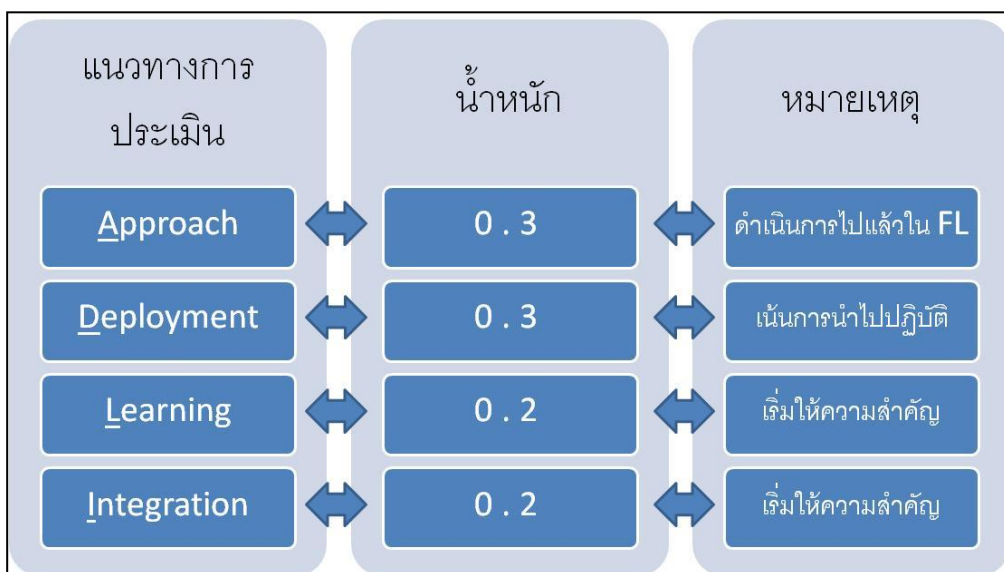 แนวทางการ
ประเมิน
น้ำหนัก
หมายเหตุ
Approach
0 . 3
ดำเนินการไปแล้วใน FL
Deployment
0 . 3
เน้นการนำไปปฏิบัติ
Learning
0 . 2
เริ่มให้ความสำคัญ
Integration
0 . 2
เริ่มให้ความสำคัญ